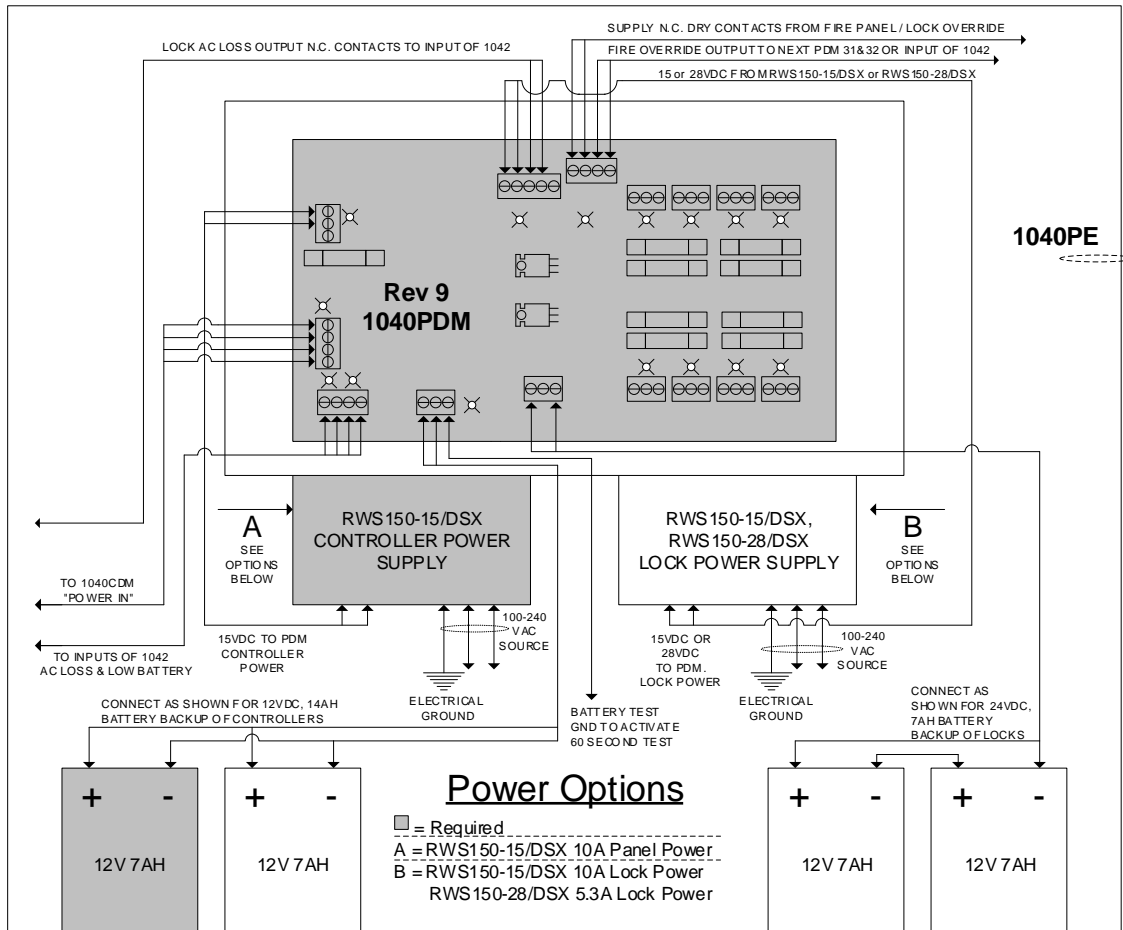 SUPPLY N.C. DRY CONTACTS FROM FIRE PANEL / LOCK OVERRIDE
LOCK AC LOSS OUTPUT N.C. CONTACTS TO INPUT OF 1042
FIRE OVERRIDE OUTPUT TO NEXT PDM 31&32 OR INPUT OF 1042
15 or 28VDC FROM RWS150-15/DSX or RWS150-28/DSX
1040PE
Rev 9
1040PDM
A
SEE
OPTIONS
BELOW
RWS150-15/DSX
CONTROLLER POWER
SUPPLY
RWS150-15/DSX,
RWS150-28/DSX
LOCK POWER SUPPLY
B
SEE
OPTIONS
BELOW
TO 1040CDM
"POWER IN"
TO INPUTS OF 1042
AC LOSS & LOW BATTERY
15VDC TO PDM
CONTROLLER
POWER
100-240
VAC
SOURCE
ELECTRICAL
GROUND
15VDC OR
28VDC
TO PDM.
LOCK POWER
100-240
VAC
SOURCE
ELECTRICAL
GROUND
CONNECT AS SHOWN FOR 12VDC, 14AH
BATTERY BACKUP OF CONTROLLERS
BATTERY TEST
GND TO ACTIVATE
60 SECOND TEST
CONNECT AS
SHOWN FOR 24VDC,
7AH BATTERY
BACKUP OF LOCKS
+ -
12V 7AH
+ -
12V 7AH
Power Options
= Required
A = RWS150-15/DSX 10A Panel Power
B = RWS150-15/DSX 10A Lock Power
RWS150-28/DSX 5.3A Lock Power
+ -
12V 7AH
+ -
12V 7AH